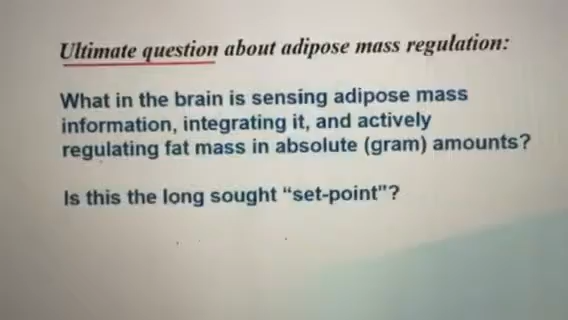 Ultimate question about adipose mass regulation:
What in the brain is sensing adipose mass
information, integrating it, and actively
regulating fat mass in absolute (gram) amounts?
Is this the long sought “set-point"?